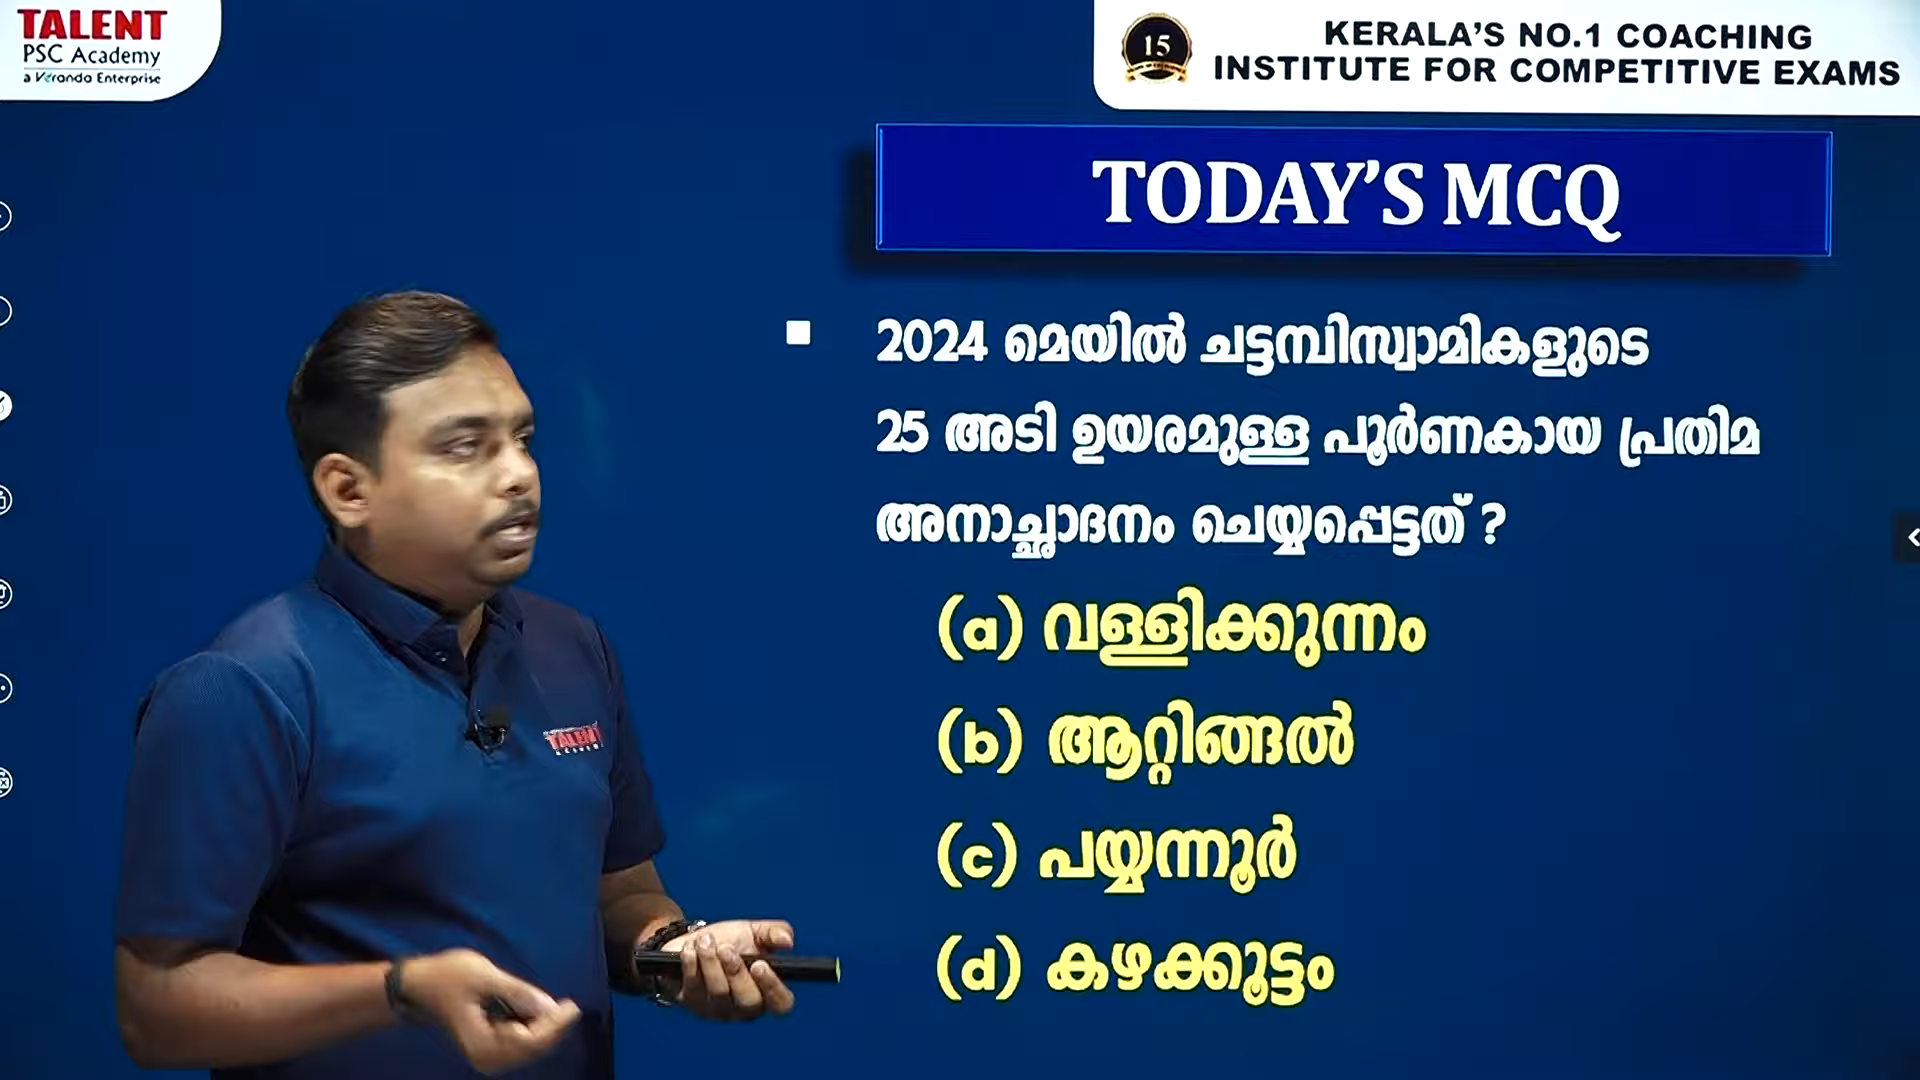 TALENT
PSC Academy
a Veranda Enterprise
15
KERALA'S NO.1 COACHING
INSTITUTE FOR COMPETITIVE EXAMS
TODAY'S MCQ
2024 മെയിൽ ചട്ടമ്പിസ്വാമികളുടെ
25 അടി ഉയരമുള്ള പൂർണകായ പ്രതിമ
അനാച്ഛാദനം ചെയ്യപ്പെട്ടത് ?
(a) വള്ളിക്കുന്നം
(b) ആറ്റിങ്ങൽ
(c) പയ്യന്നൂർ
(d) കഴക്കൂട്ടം
TALENT